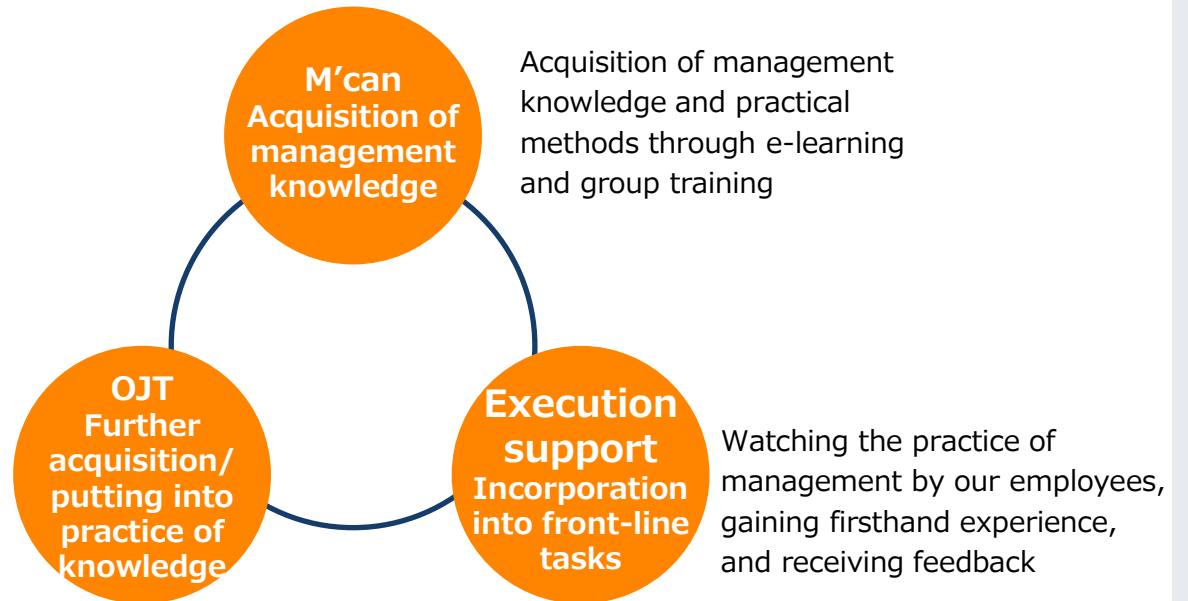 M’can
Acquisition of
management
knowledge
Acquisition of management
knowledge and practical
methods through e-learning
and group training
OJT
Further
acquisition/
putting into
practice of
knowledge
Execution
support
Incorporation
into front-line
tasks
Watching the practice of
management by our employees,
gaining firsthand experience,
and receiving feedback